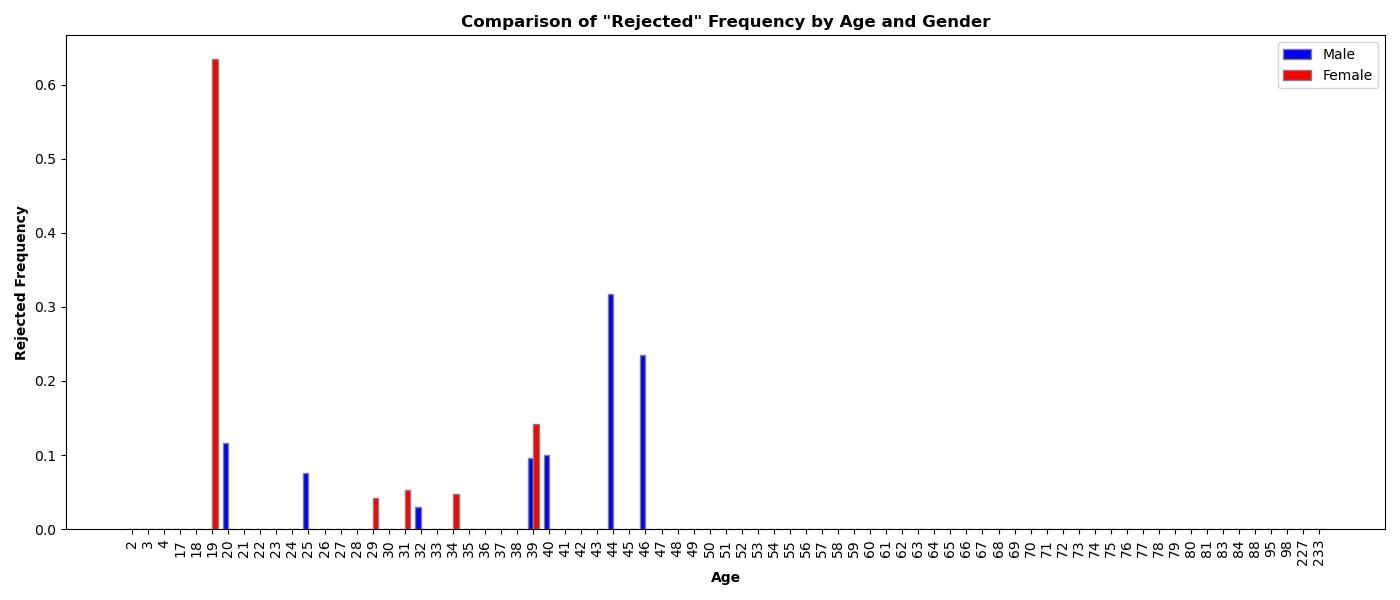 Comparison of "Rejected" Frequency by Age and Gender
Male
Female
Rejected Frequency
0.6
0.5
0.4
0.3
0.2
0.1
0.0
2 3 4 17 18 19 20 21 22 23 24 25 26 27 28 29 30 31 32 33 34 35 36 37 38 39 40 41 42 43 44 45 46 47 48 49 50 51 52 53 54 55 56 57 58 59 60 61 62 63 64 65 66 67 68 69 70 71 72 73 74 75 76 77 78 79 80 81 83 84 88 95 98 227 233
Age